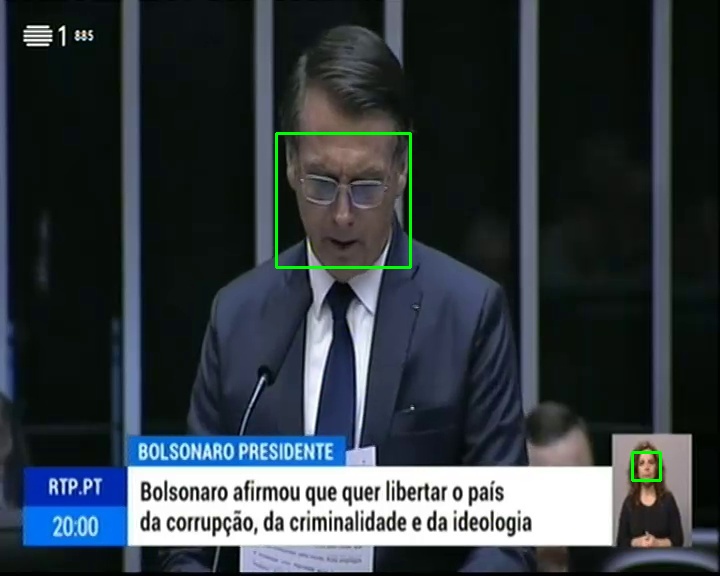 1 885
BOLSONARO PRESIDENTE
RTP.PT
Bolsonaro afirmou que quer libertar o país
20:00
da corrupção, da criminalidade e da ideologia